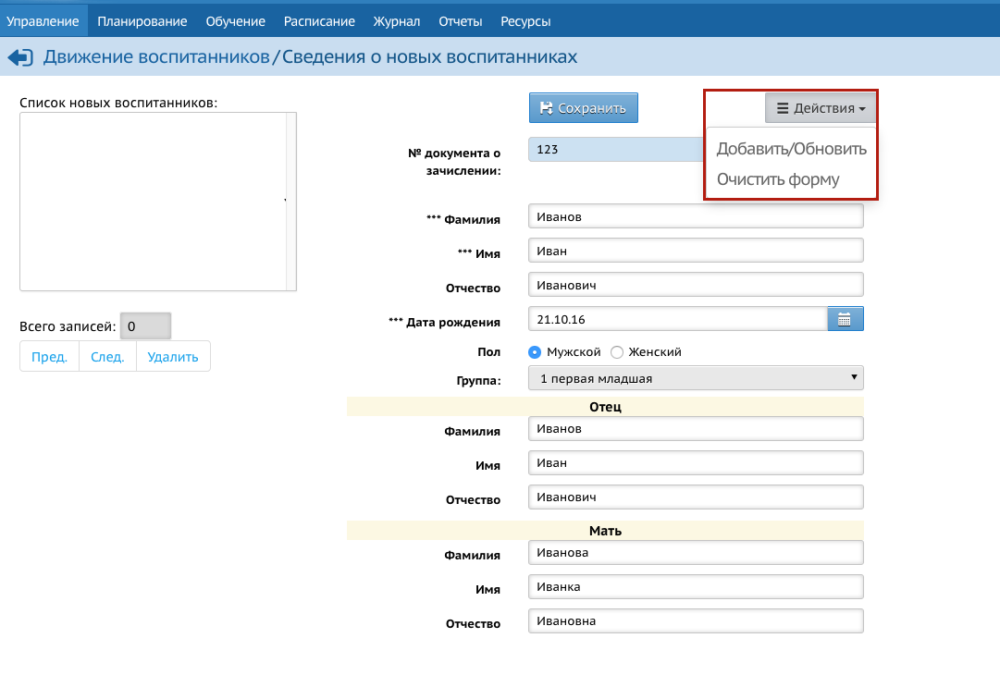 Управление Планирование Обучение Расписание Журнал Отчеты Ресурсы
Движение воспитанников/Сведения о новых воспитанниках
Список новых воспитанников:
Всего записей: 0
Пред. След. Удалить
Сохранить
Действия
Добавить/Обновить
Очистить форму
№ документа о
зачислении:
123
*** Фамилия Иванов
*** Имя Иван
Отчество Иванович
*** Дата рождения 21.10.16
Пол Мужской Женский
Группа: 1 первая младшая
Отец
Фамилия Иванов
Имя Иван
Отчество Иванович
Мать
Фамилия Иванова
Имя Иванка
Отчество Ивановна